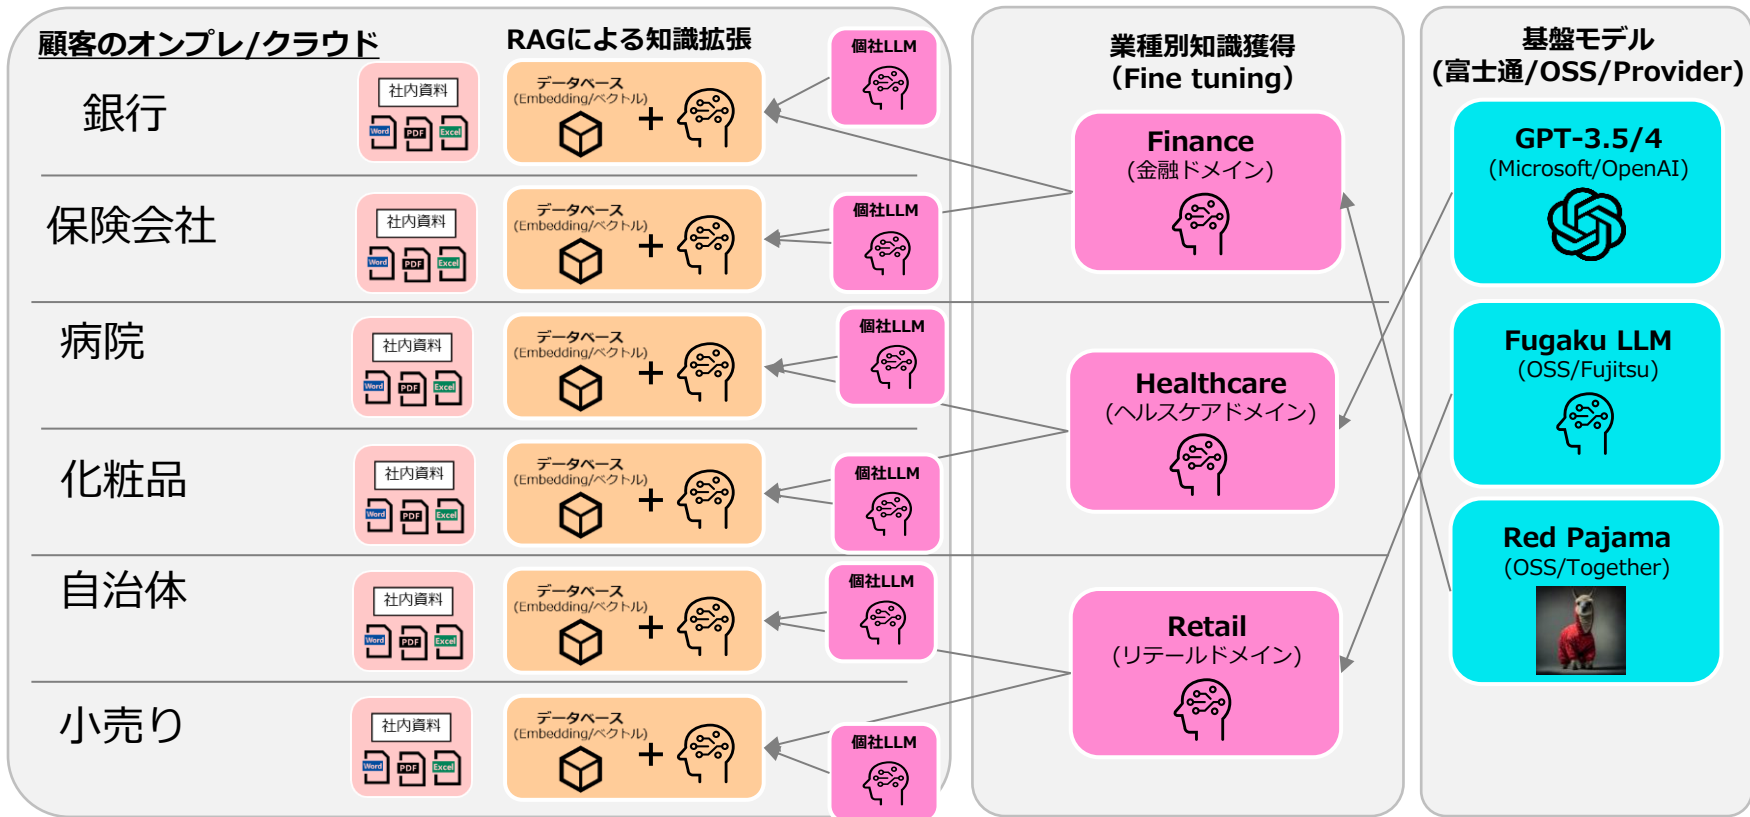 顧客のオンプレ/クラウド
RAGによる知識拡張
銀行
社内資料
Word PDF Excel
データベース
(Embedding/ベクトル)
+
個社LLM
保険会社
社内資料
Word PDF Excel
データベース
(Embedding/ベクトル)
+
個社LLM
病院
社内資料
Word PDF Excel
データベース
(Embedding/ベクトル)
+
個社LLM
化粧品
社内資料
Word PDF Excel
データベース
(Embedding/ベクトル)
+
個社LLM
自治体
社内資料
Word PDF Excel
データベース
(Embedding/ベクトル)
+
個社LLM
小売り
社内資料
Word PDF Excel
データベース
(Embedding/ベクトル)
+
個社LLM
業種別知識獲得
（Fine tuning）
Finance
(金融ドメイン)
Healthcare
(ヘルスケアドメイン)
Retail
(リテールドメイン)
基盤モデル
(富士通/OSS/Provider)
GPT-3.5/4
(Microsoft/OpenAI)
Fugaku LLM
(OSS/Fujitsu)
Red Pajama
(OSS/Together)